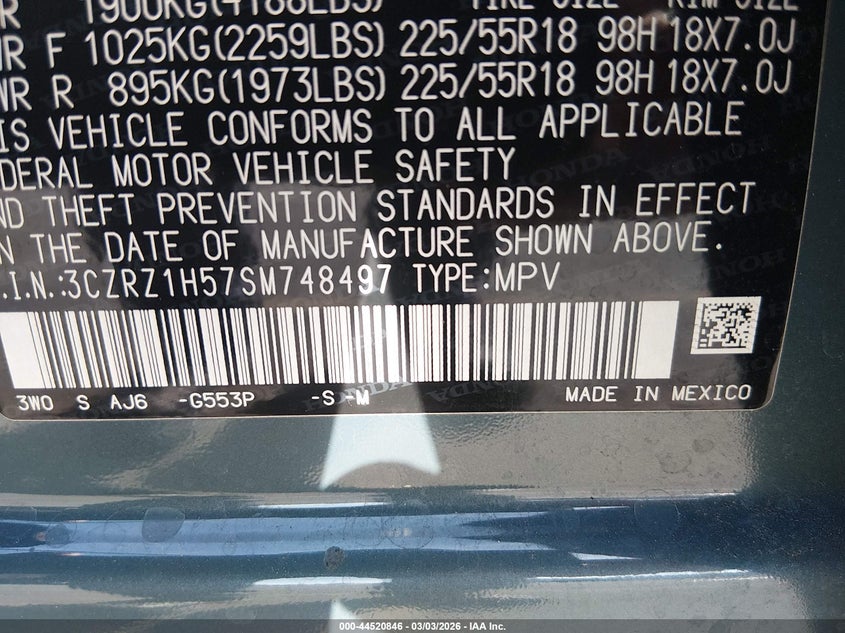 1900KG(4188LBS) TIRE SIZE RIM SIZE
F 1025KG(2259LBS) 225/55R18 98H 18X7.0J
WR R 895KG(1973LBS) 225/55R18 98H 18X7.0J
IS VEHICLE CONFORMS TO ALL APPLICABLE
DERAL MOTOR VEHICLE SAFETY
ND THEFT PREVENTION STANDARDS IN EFFECT
N THE DATE OF MANUFACTURE SHOWN ABOVE.
.I.N.:3CZRZ1H57SM748497 TYPE:MPV
3W0 S AJ6 -G553P -S -M MADE IN MEXICO
000-44520846 — 03/03/2026 — IAA Inc.